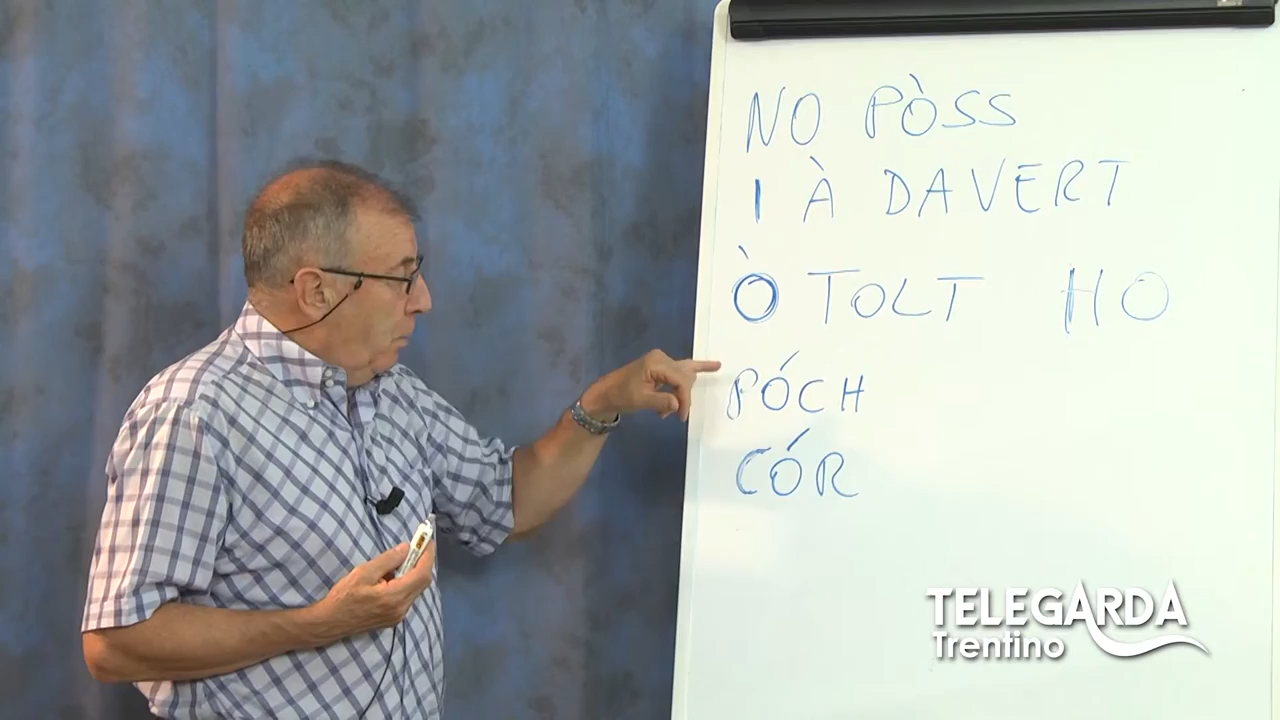 NO PÒSS
I À DAVERT
Ò TOLT HO
PÓCH
CÓR
TELEGARDA
Trentino